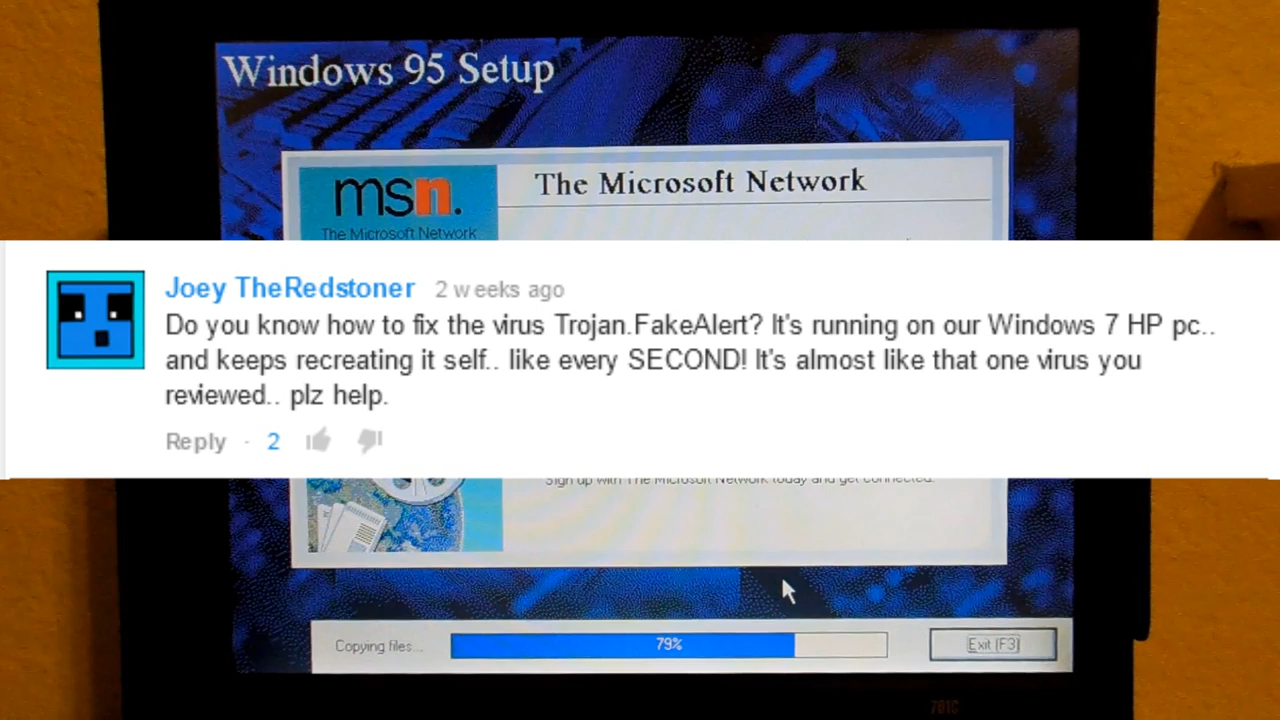 Windows 95 Setup
msn.
The Microsoft Network
The Microsoft Network
Joey TheRedstoner 2 weeks ago
Do you know how to fix the virus Trojan.FakeAlert? It's running on our Windows 7 HP pc..
and keeps recreating it self.. like every SECOND! It's almost like that one virus you
reviewed.. plz help.
Reply · 2
Sign up with The Microsoft Network today and get connected.
Copying files... 79% Exit (F3)
701C